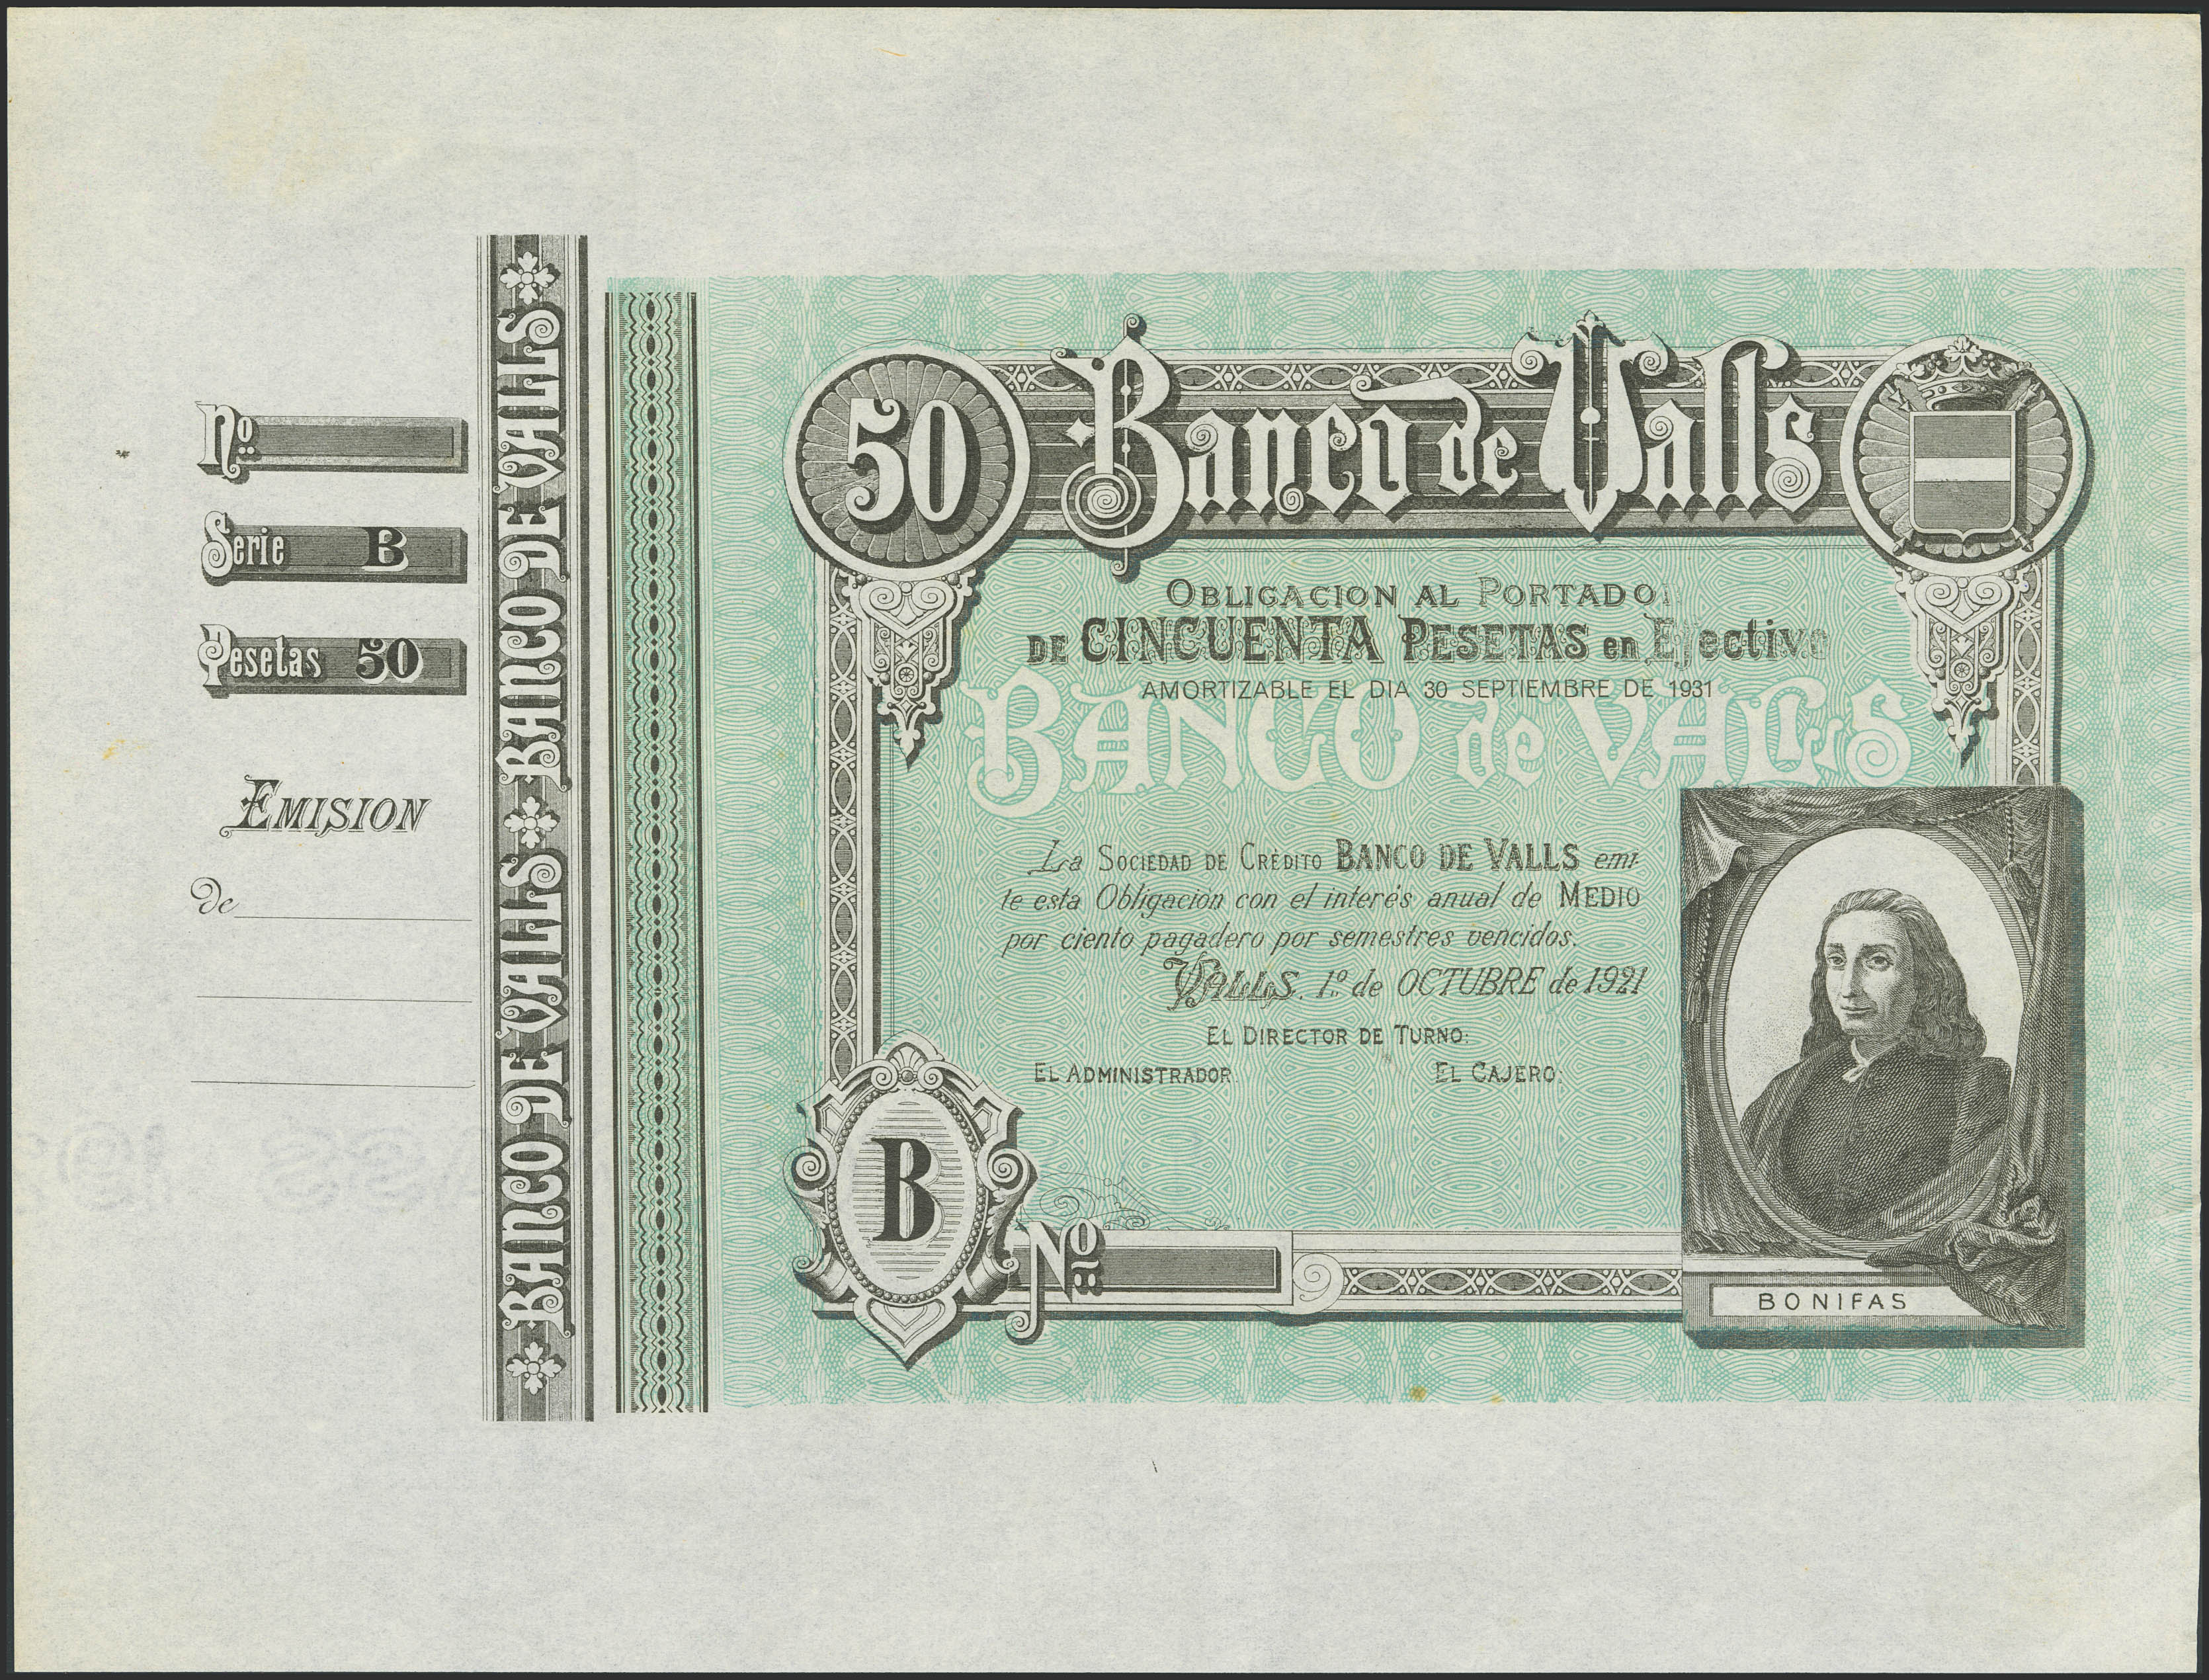 Nº
Serie B
Pesetas 50
EMISION
de
BANCO DE VALLS BANCO DE VALLS
50 Banco de Valls
OBLIGACION AL PORTADO
DE CINCUENTA PESETAS en Efectivo
AMORTIZABLE EL DIA 30 SEPTIEMBRE DE 1931
BANCO de VALLS
La SOCIEDAD DE CRÉDITO BANCO DE VALLS emi-
te esta Obligación con el interés anual de MEDIO
por ciento pagadero por semestres vencidos.
VALLS. 1º de OCTUBRE de 1921
EL DIRECTOR DE TURNO:
EL ADMINISTRADOR. EL CAJERO:
B
Nº
BONIFAS